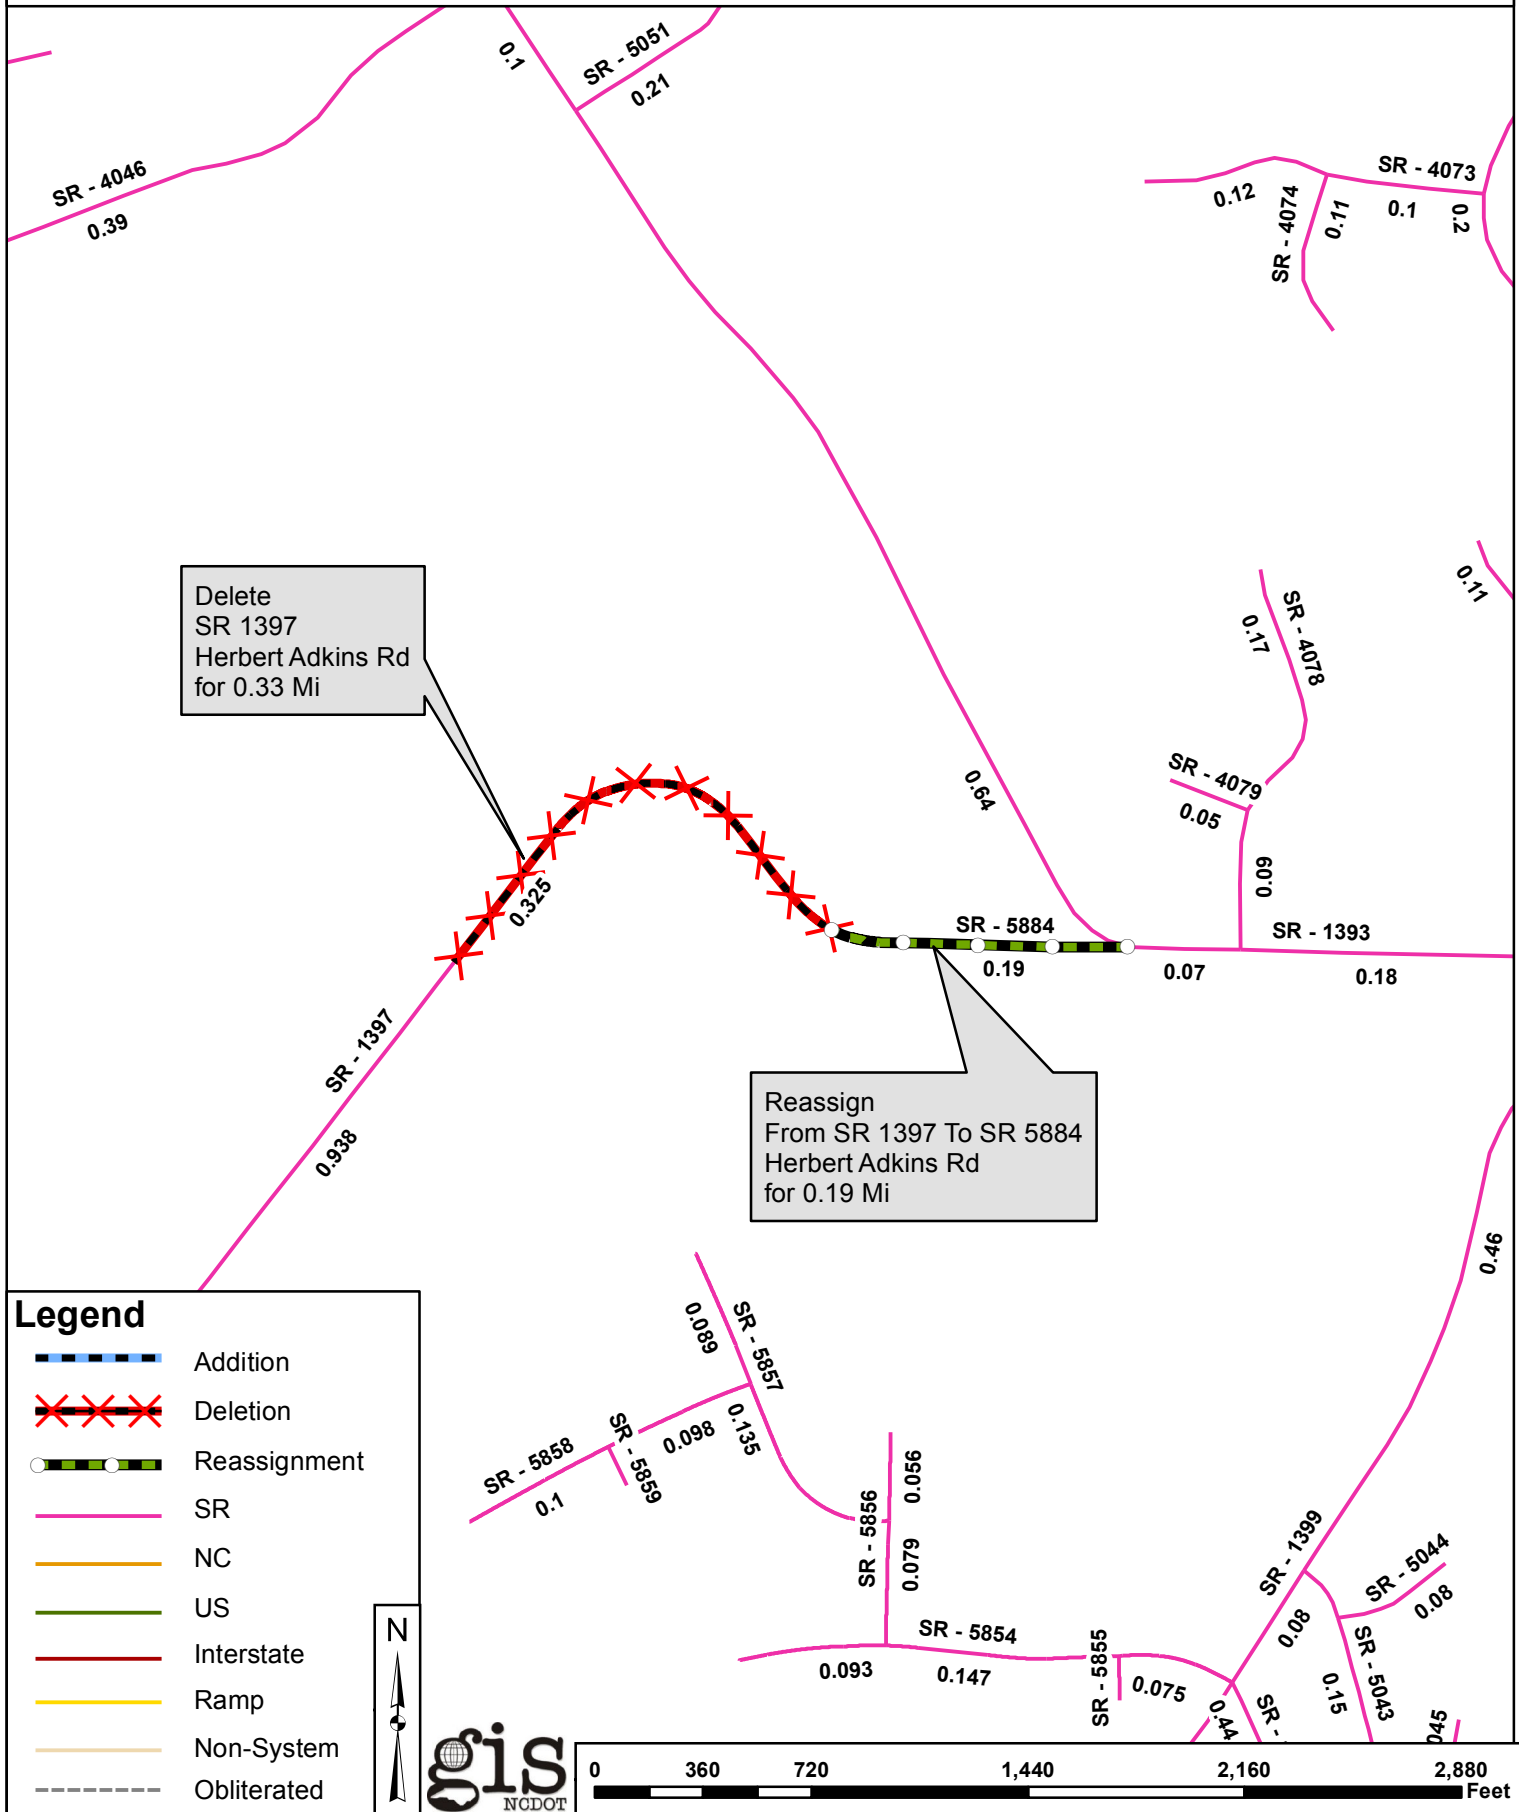 0.1
SR - 5051
0.21
SR - 4046
0.39
SR - 4073
0.12
SR - 4074
0.11
0.1
0.2
Delete
SR 1397
Herbert Adkins Rd
for 0.33 Mi
0.11
SR - 4078
0.17
SR - 4079
0.05
0.64
0.09
0.325
SR - 5884
0.19
0.07
SR - 1393
0.18
SR - 1397
0.938
Reassign
From SR 1397 To SR 5884
Herbert Adkins Rd
for 0.19 Mi
0.46
SR - 5857
0.089
0.135
SR - 5858
0.098
SR - 5859
0.1
0.056
SR - 5856
0.079
SR - 5854
0.093
0.147
SR - 5855
0.075
0.44
SR -
SR - 1399
0.08
SR - 5044
0.08
SR - 5043
0.15
045
Legend
Addition
Deletion
Reassignment
SR
NC
US
Interstate
Ramp
Non-System
Obliterated
N
gis
NCDOT
0 360 720 1,440 2,160 2,880
Feet